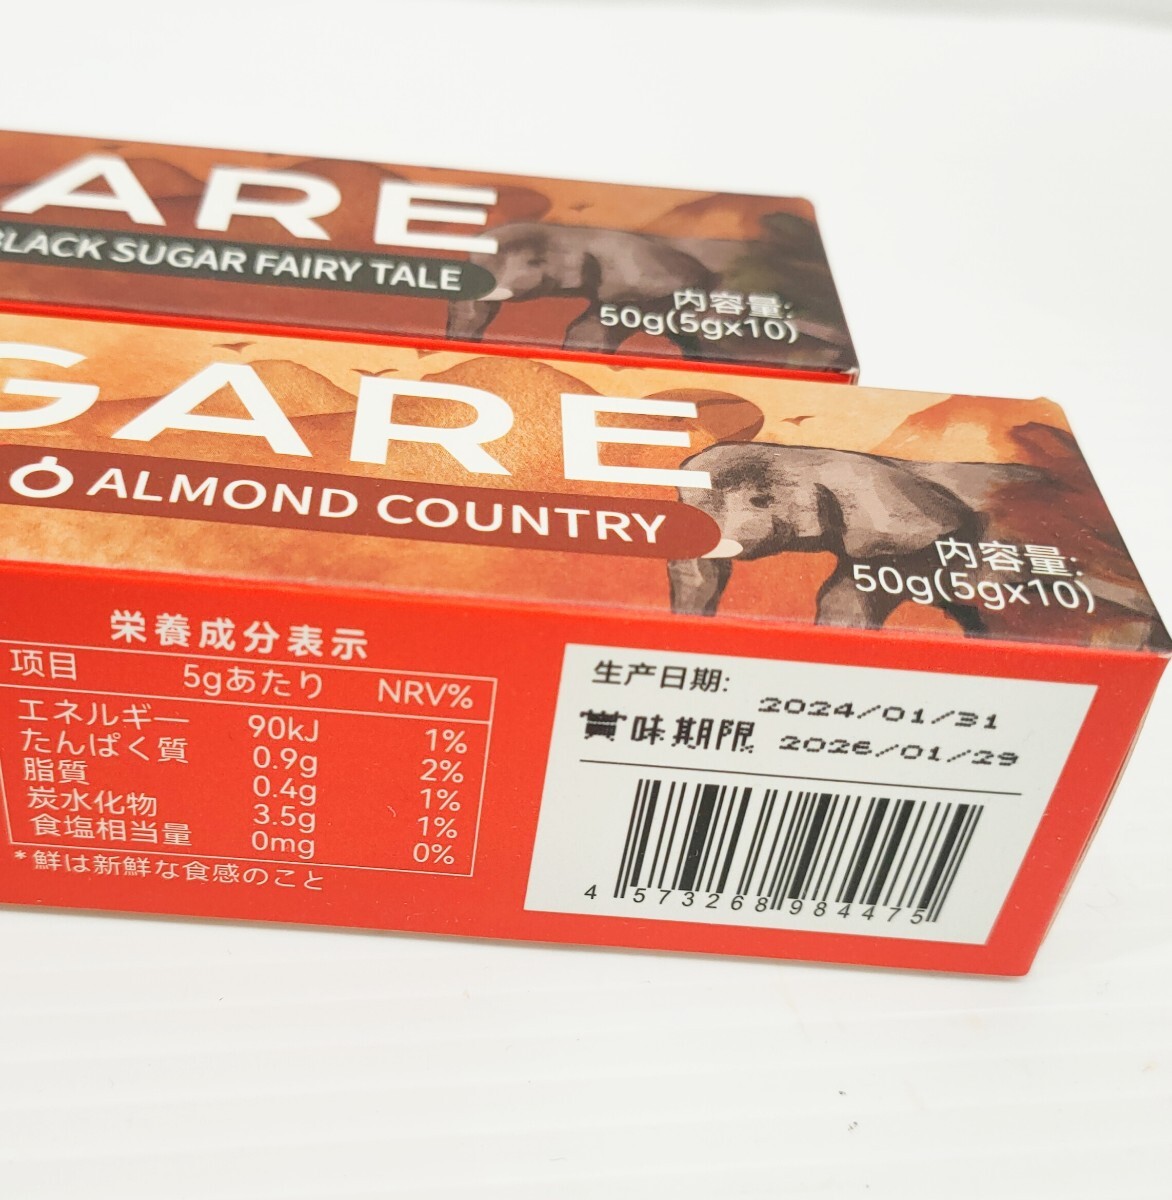 ARE
BLACK SUGAR FAIRY TALE
内容量:
50g(5gx10)
GARE
ALMOND COUNTRY
内容量:
50g(5gx10)
栄養成分表示
项目 5gあたり NRV%
エネルギー 90kJ 1%
たんぱく質 0.9g 2%
脂質 0.4g 1%
炭水化物 3.5g 1%
食塩相当量 0mg 0%
*鮮は新鮮な食感のこと
生产日期: 2024/01/31
賞味期限 2026/01/29
4 573268 984475